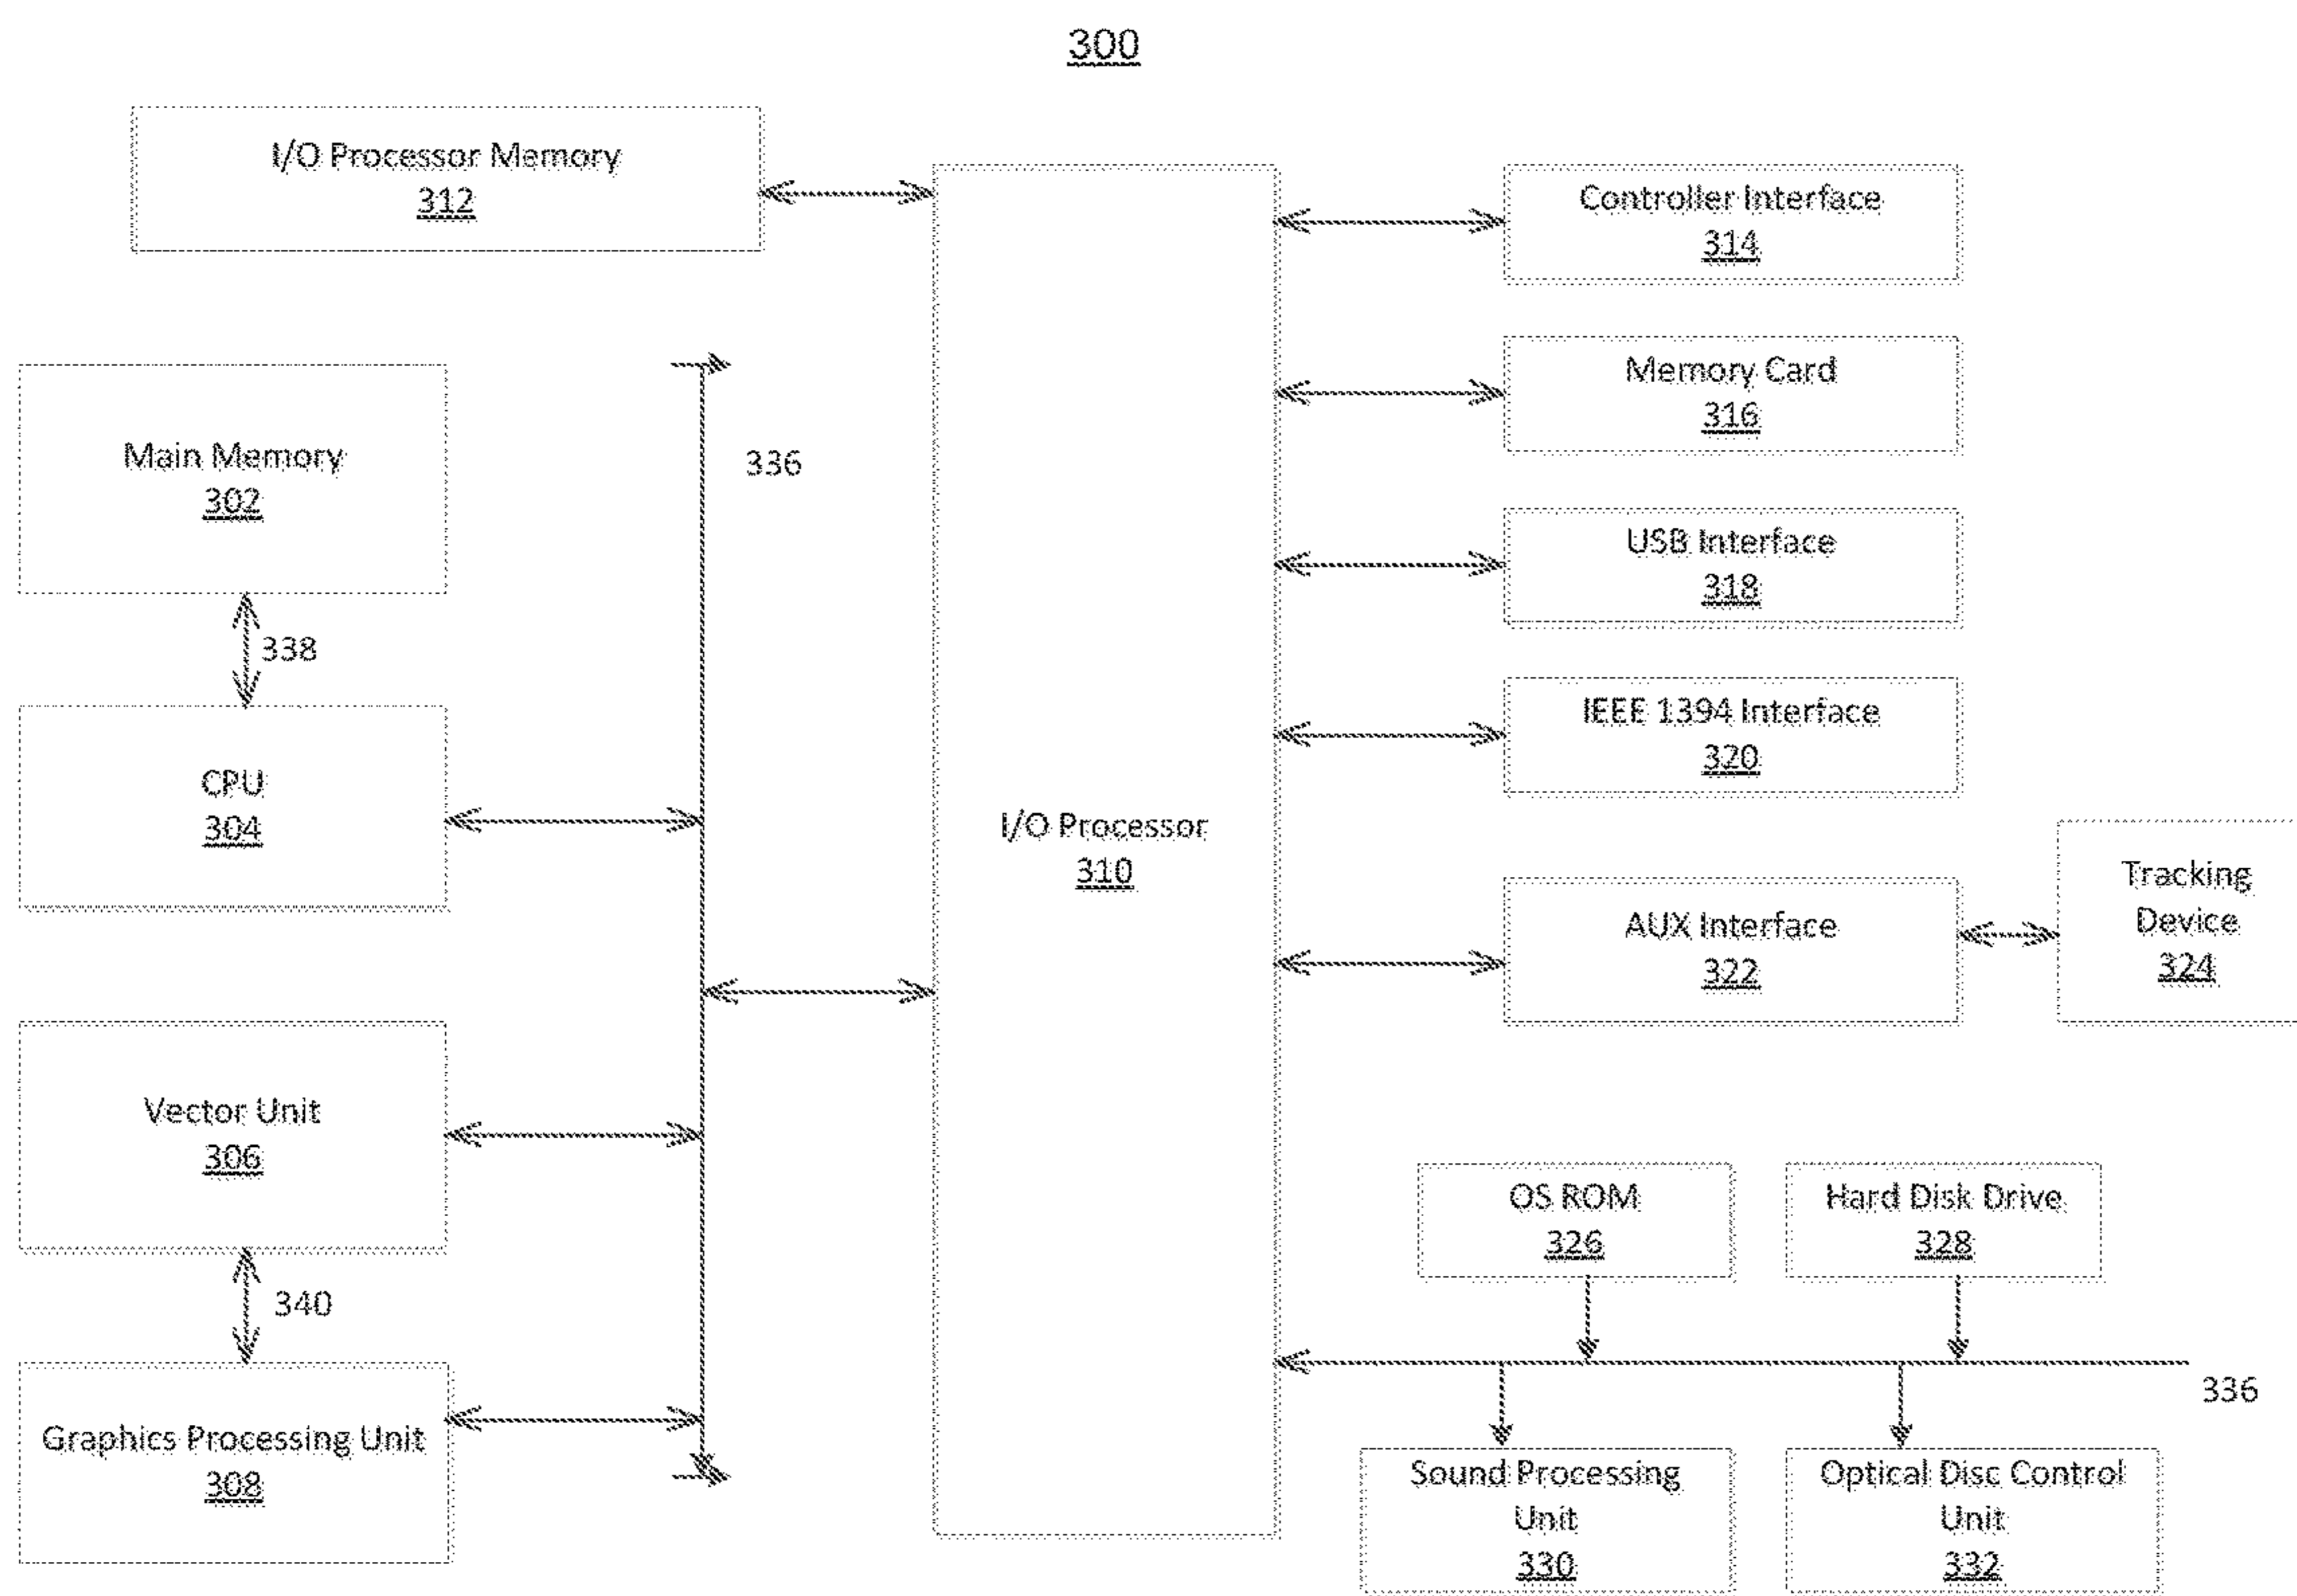 300
I/O Processor Memory
312
Controller Interface
314
Memory Card
316
Main Memory
302
336
USB Interface
318
338
IEEE 1394 Interface
320
CPU
304
I/O Processor
310
Tracking
Device
324
AUX Interface
322
Vector Unit
306
OS ROM
326
Hard Disk Drive
328
340
336
Graphics Processing Unit
308
Sound Processing
Unit
330
Optical Disc Control
Unit
332